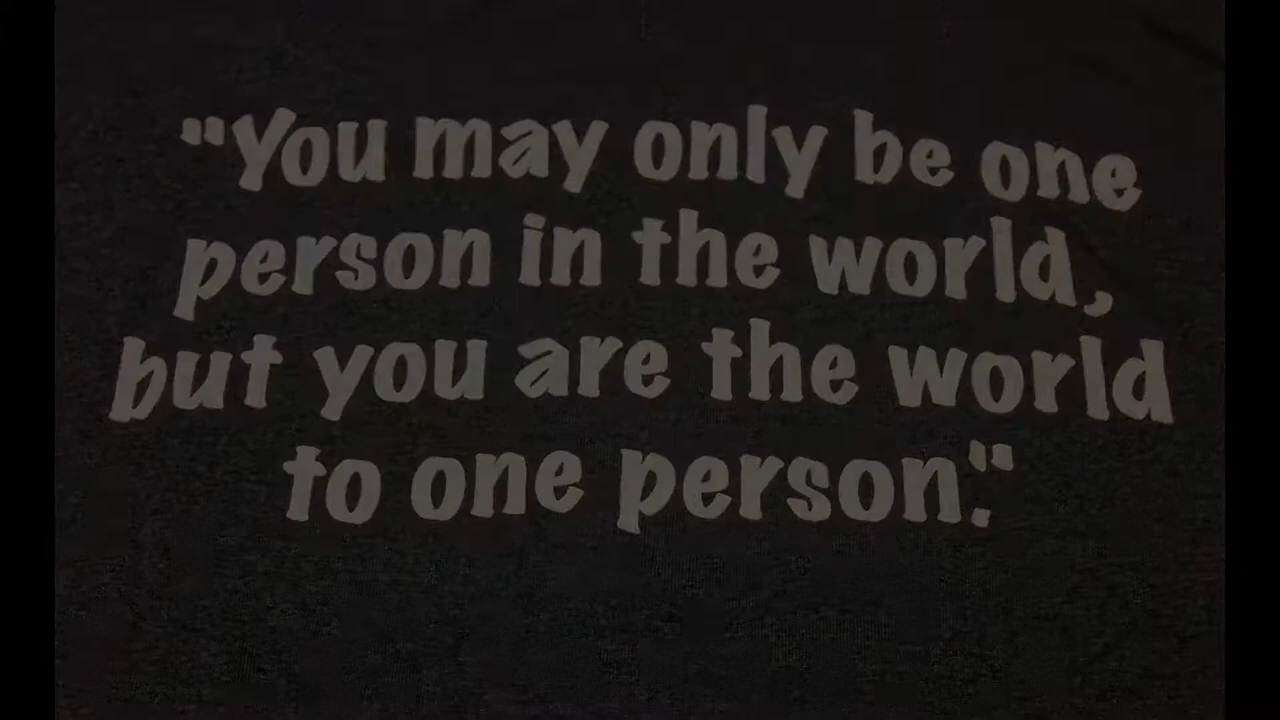 "You may only be one
person in the world,
but you are the world
to one person."